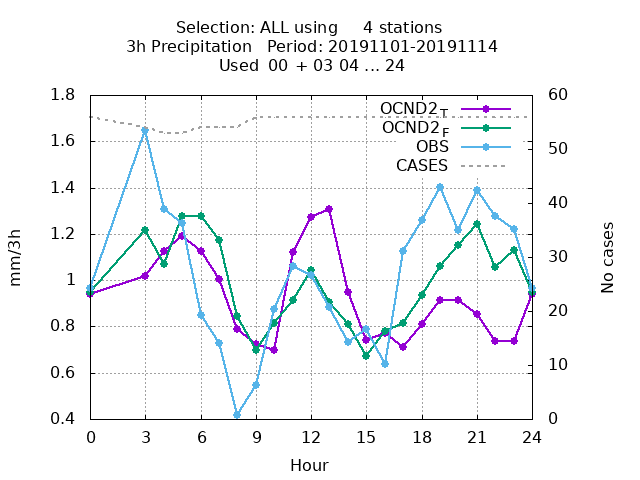 Selection: ALL using     4 stations
3h Precipitation   Period: 20191101-20191114
Used 00 + 03 04 ... 24
mm/3h
1.8
1.6
1.4
1.2
1
0.8
0.6
0.4
OCND2T
OCND2F
OBS
CASES
60
50
40
30
20
10
0
No cases
0 3 6 9 12 15 18 21 24
Hour